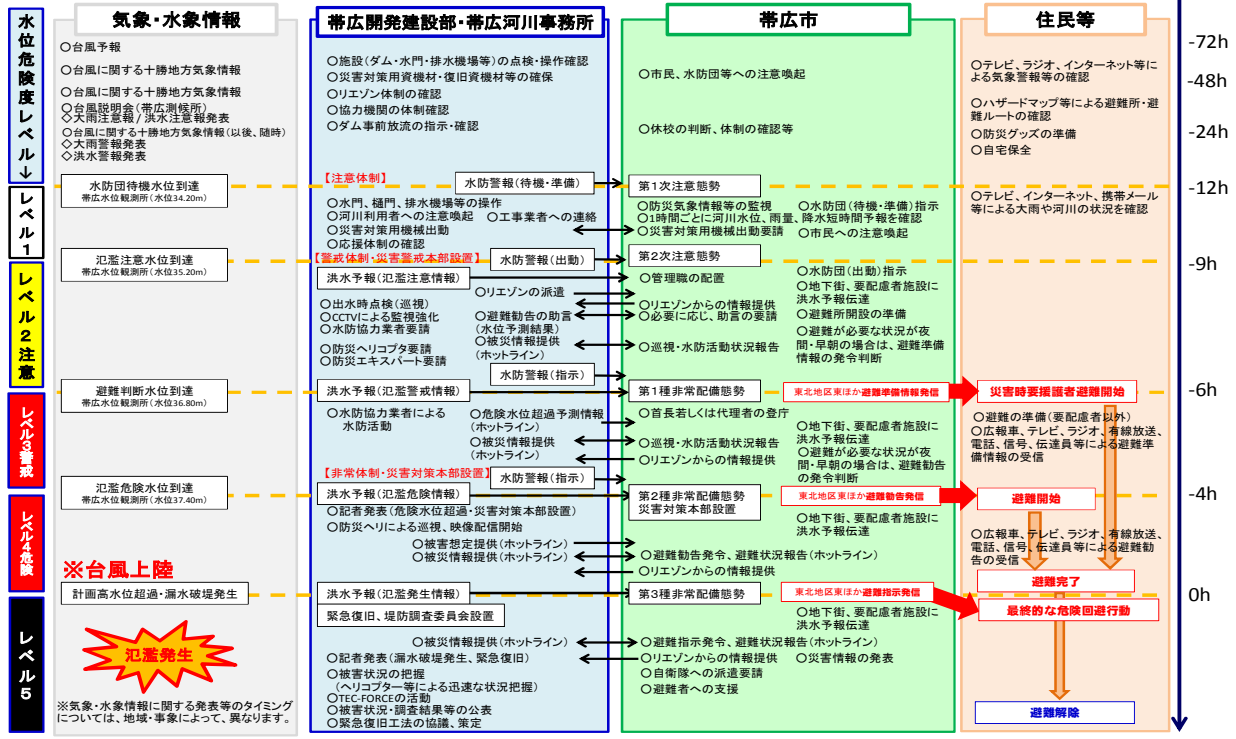 水位危険度レベル↓
レベル1
レベル2注意
レベル3警戒
レベル4危険
レベル5
気象・水象情報
○台風予報
○台風に関する十勝地方気象情報
○台風に関する十勝地方気象情報
○台風説明会(帯広測候所)
◇大雨注意報/洪水注意報発表
○台風に関する十勝地方気象情報(以後、随時)
◇大雨警報発表
◇洪水警報発表
水防団待機水位到達
帯広水位観測所(水位34.20m)
氾濫注意水位到達
帯広水位観測所(水位35.20m)
避難判断水位到達
帯広水位観測所(水位36.80m)
氾濫危険水位到達
帯広水位観測所(水位37.40m)
※台風上陸
計画高水位超過・漏水破堤発生
氾濫発生
※気象・水象情報に関する発表等のタイミング
については、地域・事象によって、異なります。
帯広開発建設部・帯広河川事務所
○施設(ダム・水門・排水機場等)の点検・操作確認
○災害対策用資機材・復旧資機材等の確保
○リエゾン体制の確認
○協力機関の体制確認
○ダム事前放流の指示・確認
【注意体制】
水防警報(待機・準備)
○水門、樋門、排水機場等の操作
○河川利用者への注意喚起 ○工事業者への連絡
○災害対策用機械出動
○応援体制の確認
【警戒体制・災害警戒本部設置】
水防警報(出動)
洪水予報(氾濫注意情報)
○リエゾンの派遣
○出水時点検(巡視)
○CCTVによる監視強化
○水防協力業者要請
○避難勧告の助言
(水位予測結果)
○被災情報提供
(ホットライン)
○防災ヘリコプタ要請
○防災エキスパート要請
水防警報(指示)
洪水予報(氾濫警戒情報)
○水防協力業者による
水防活動
○危険水位超過予測情報
(ホットライン)
○被災情報提供
(ホットライン)
【非常体制・災害対策本部設置】
水防警報(指示)
洪水予報(氾濫危険情報)
○記者発表(危険水位超過・災害対策本部設置)
○防災ヘリによる巡視、映像配信開始
○被害想定提供(ホットライン)
○被災情報提供(ホットライン)
洪水予報(氾濫発生情報)
緊急復旧、堤防調査委員会設置
○被災情報提供(ホットライン)
○記者発表(漏水破堤発生、緊急復旧)
○被害状況の把握
(ヘリコプター等による迅速な状況把握)
○TEC-FORCEの活動
○被害状況・調査結果等の公表
○緊急復旧工法の協議、策定
帯広市
○市民、水防団等への注意喚起
○休校の判断、体制の確認等
第1次注意態勢
○防災気象情報等の監視 ○水防団(待機・準備)指示
○1時間ごとに河川水位、雨量、降水短時間予報を確認
○災害対策用機械出動要請 ○市民への注意喚起
第2次注意態勢
○管理職の配置
○水防団(出動)指示
○地下街、要配慮者施設に
洪水予報伝達
○リエゾンからの情報提供
○必要に応じ、助言の要請
○避難所開設の準備
○巡視・水防活動状況報告
○避難が必要な状況が夜
間・早朝の場合は、避難準備
情報の発令判断
第1種非常配備態勢
東北地区東ほか避難準備情報発信
○首長若しくは代理者の登庁
○巡視・水防活動状況報告
○リエゾンからの情報提供
○地下街、要配慮者施設に
洪水予報伝達
○避難が必要な状況が夜
間・早朝の場合は、避難勧告
の発令判断
第2種非常配備態勢
災害対策本部設置
東北地区東ほか避難勧告発信
○地下街、要配慮者施設に
洪水予報伝達
○避難勧告発令、避難状況報告(ホットライン)
○リエゾンからの情報提供
第3種非常配備態勢
東北地区東ほか避難指示発信
○地下街、要配慮者施設に
洪水予報伝達
○避難指示発令、避難状況報告(ホットライン)
○リエゾンからの情報提供 ○災害情報の発表
○自衛隊への派遣要請
○避難者への支援
住民等
○テレビ、ラジオ、インターネット等に
よる気象警報等の確認
○ハザードマップ等による避難所・避
難ルートの確認
○防災グッズの準備
○自宅保全
○テレビ、インターネット、携帯メール
等による大雨や河川の状況を確認
災害時要援護者避難開始
○避難の準備(要配慮者以外)
○広報車、テレビ、ラジオ、有線放送、
電話、信号、伝達員等による避難準
備情報の受信
避難開始
○広報車、テレビ、ラジオ、有線放送、
電話、信号、伝達員等による避難勧
告の受信
避難完了
最終的な危険回避行動
避難解除
-72h
-48h
-24h
-12h
-9h
-6h
-4h
0h